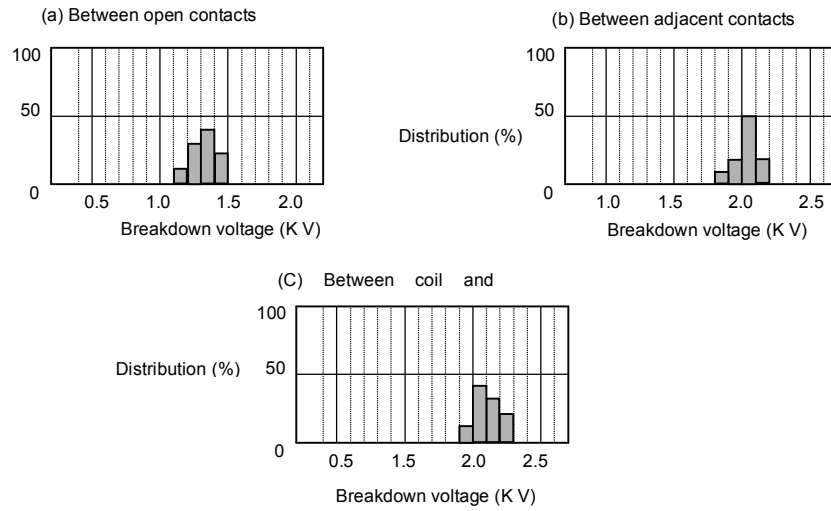 (a) Between open contacts
100
50
0
0.5 1.0 1.5 2.0
Breakdown voltage (K V)
(b) Between adjacent contacts
Distribution (%)
100
50
0
1.0 1.5 2.0 2.5
Breakdown voltage (K V)
(C) Between coil and
Distribution (%)
100
50
0
0.5 1.5 2.0 2.5
Breakdown voltage (K V)